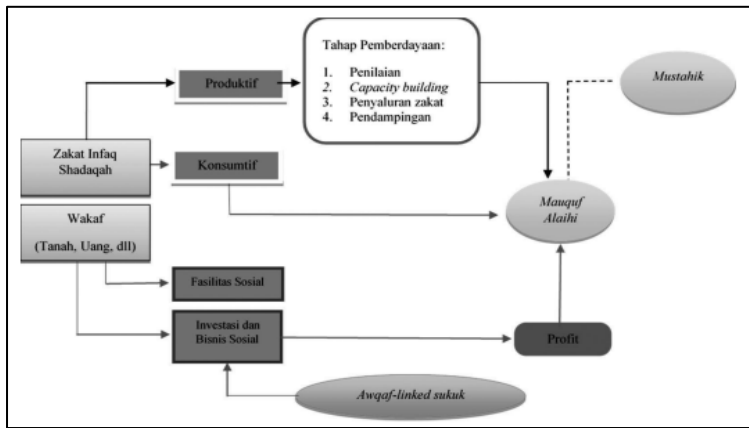 Tahap Pemberdayaan:
1. Penilaian
2. Capacity building
3. Penyaluran zakat
4. Pendampingan
Mustahik
Produktif
Zakat Infaq
Shadaqah
Konsumtif
Wakaf
(Tanah, Uang, dll)
Mauquf
Alaihi
Fasilitas Sosial
Investasi dan
Bisnis Sosial
Profit
Awqaf-linked sukuk